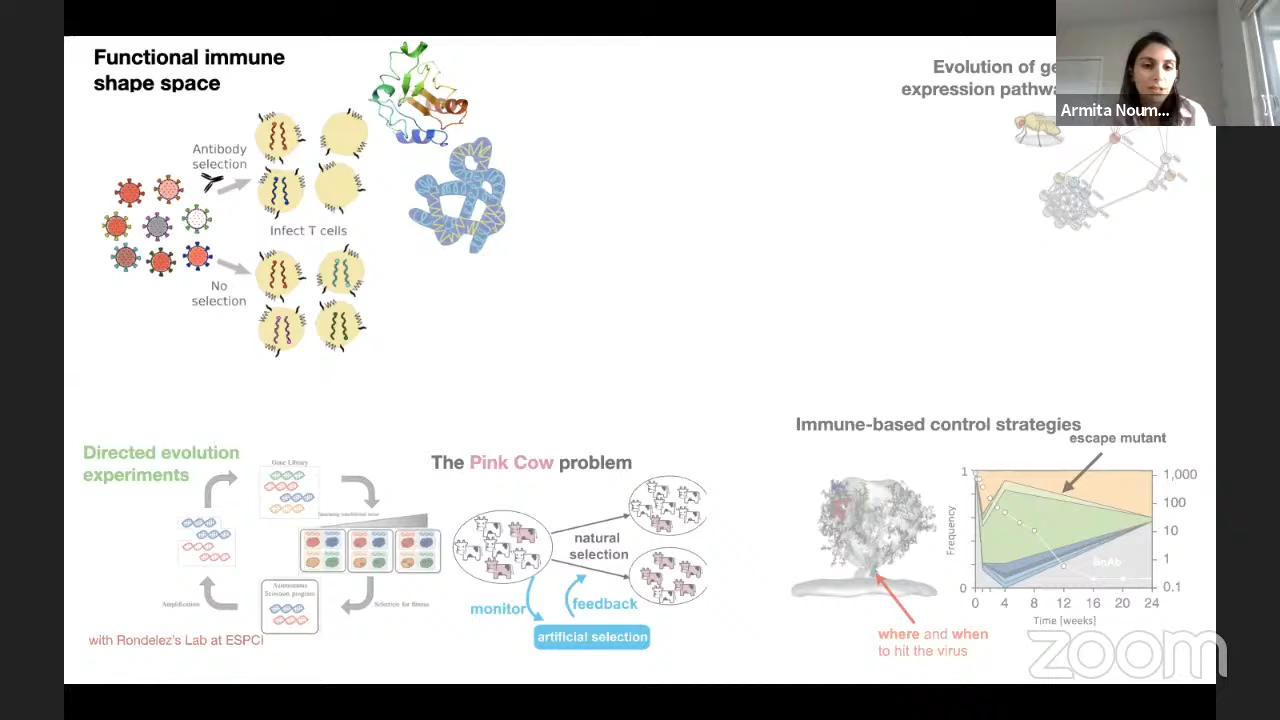 Functional immune
shape space
Antibody
selection
Infect T cells
No
selection
Evolution of ge
expression pathwa
Armita Noum...
Directed evolution
experiments
Gene Library
Amplification
Selection for fitness
with Rondelez's Lab at ESPCI
The Pink Cow problem
natural
selection
monitor
feedback
artificial selection
Immune-based control strategies
escape mutant
1
Frequency
0
bnAb
1,000
100
10
1
0.1
0 4 8 12 16 20 24
Time [weeks]
where and when
to hit the virus
zoom